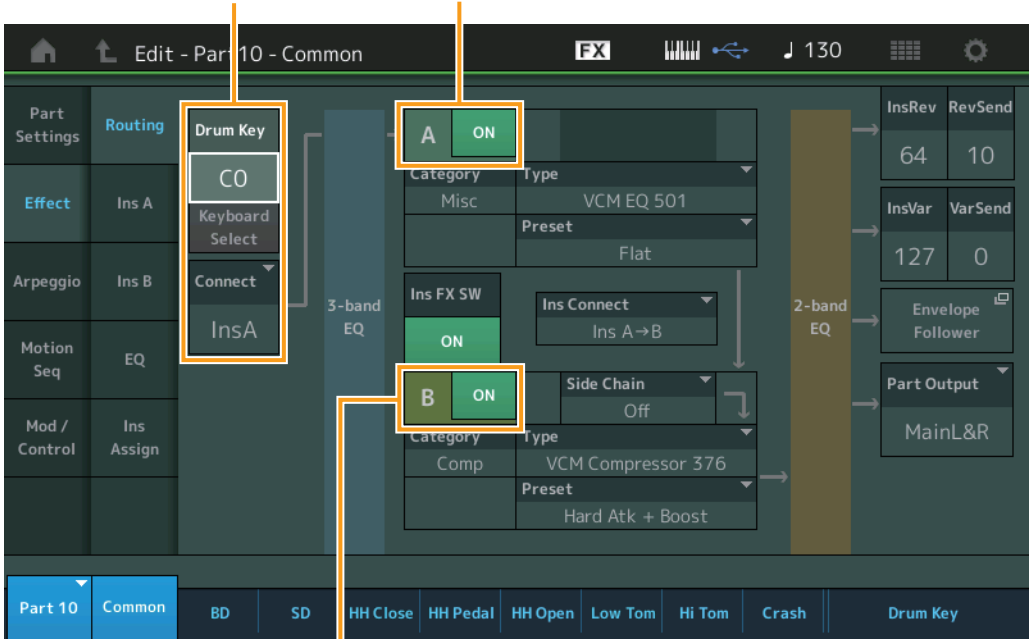 Edit - Part 10 - Common
FX
130
Part
Settings
Effect
Arpeggio
Motion
Seq
Mod /
Control
Routing
Ins A
Ins B
EQ
Ins
Assign
Drum Key
C0
Keyboard
Select
Connect
InsA
3-band
EQ
A
ON
Category
Misc
Type
VCM EQ 501
Preset
Flat
Ins FX SW
ON
Ins Connect
Ins A→B
B
ON
Side Chain
Off
Category
Comp
Type
VCM Compressor 376
Preset
Hard Atk + Boost
2-band
EQ
InsRev
RevSend
64
10
InsVar
VarSend
127
0
Envelope
Follower
Part Output
MainL&R
Part 10
Common
BD
SD
HH Close
HH Pedal
HH Open
Low Tom
Hi Tom
Crash
Drum Key